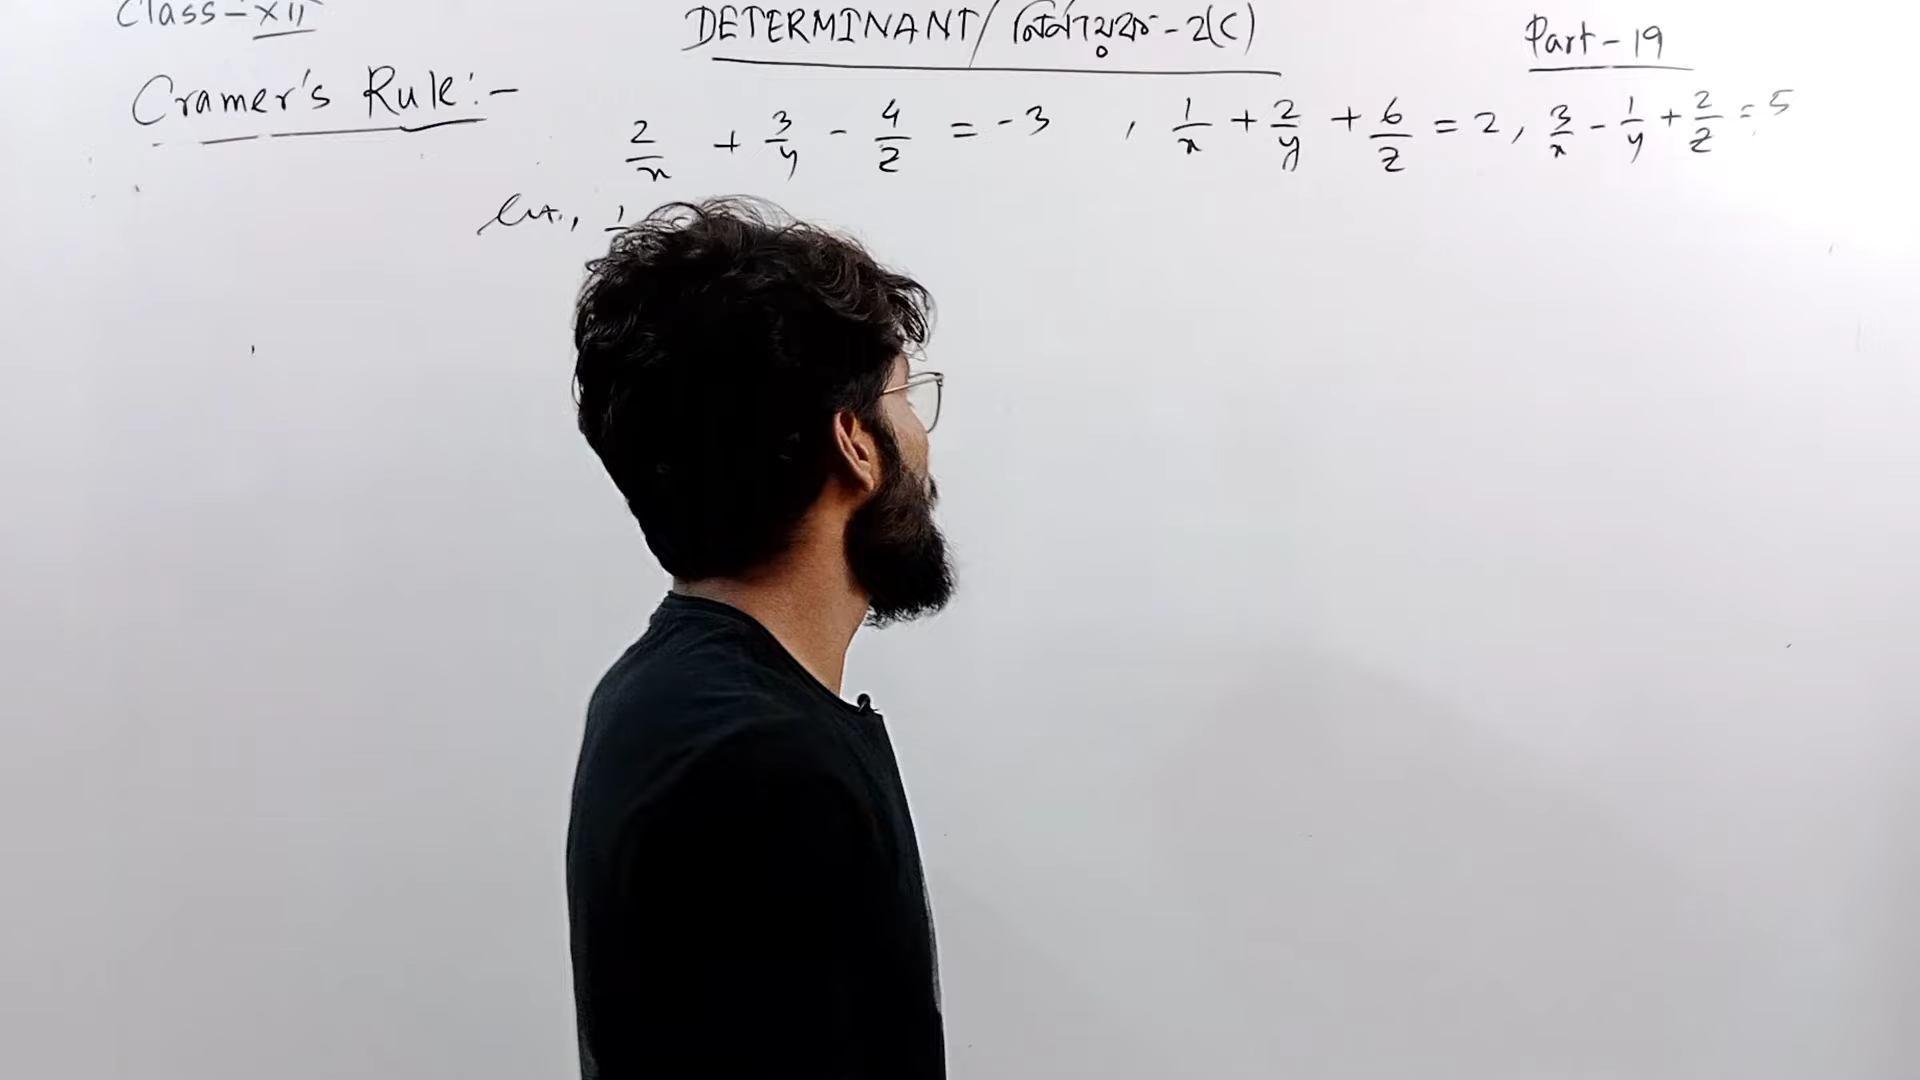 Class-XII
DETERMINANT/ নির্ণায়ক - 2(C)
Part-19
Cramer's Rule:-
2/x + 3/y - 4/z = -3 , 1/x + 2/y + 6/z = 2, 3/x - 1/y + 2/z = 5
Let.,